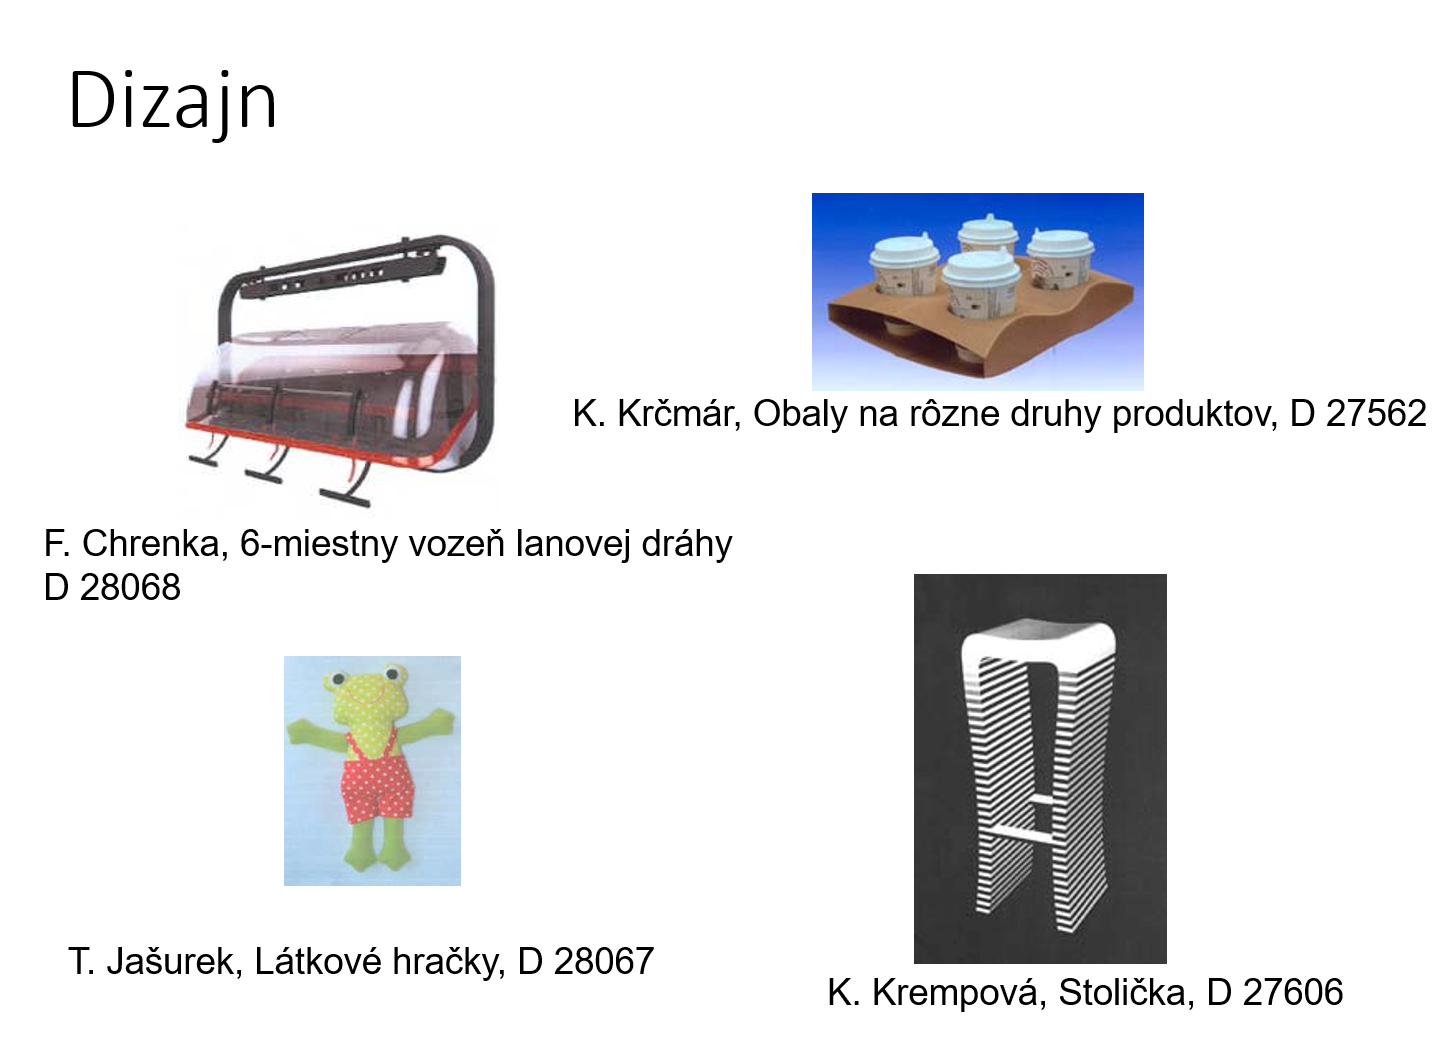 Dizajn
K. Krčmár, Obaly na rôzne druhy produktov, D 27562
F. Chrenka, 6-miestny vozeň lanovej dráhy
D 28068
T. Jašurek, Látkové hračky, D 28067
K. Krempová, Stolička, D 27606